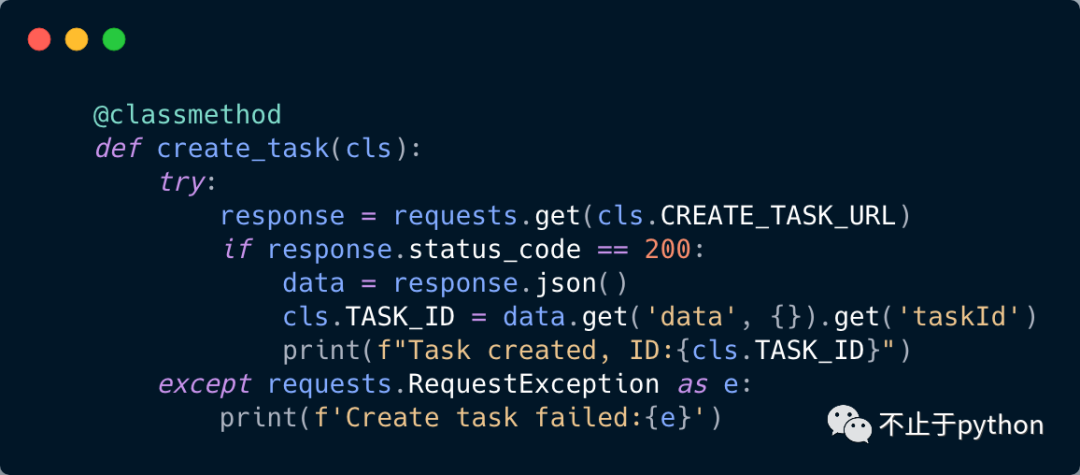 @classmethod
def create_task(cls):
    try:
        response = requests.get(cls.CREATE_TASK_URL)
        if response.status_code == 200:
            data = response.json()
            cls.TASK_ID = data.get('data', {}).get('taskId')
            print(f"Task created, ID:{cls.TASK_ID}")
    except requests.RequestException as e:
        print(f'Create task failed:{e}')
不止于python